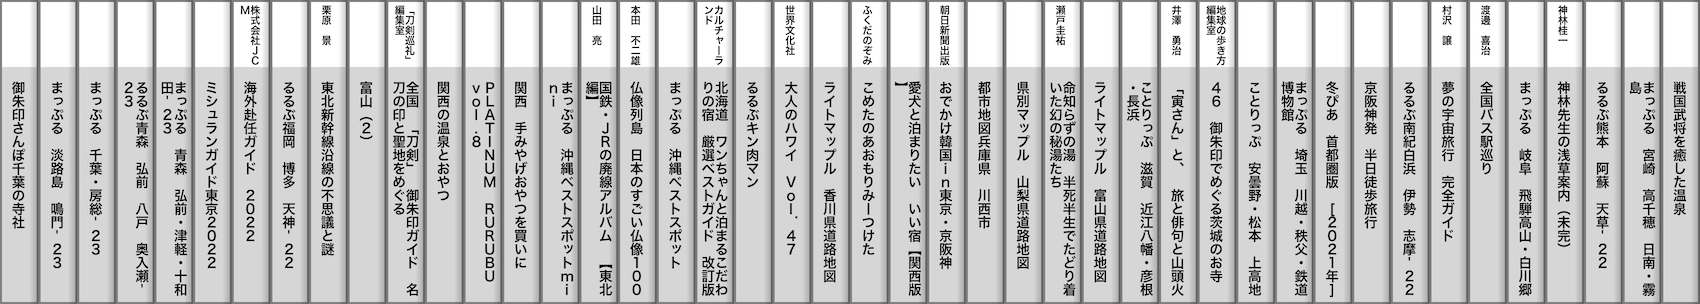 戦国武将を癒した温泉
まっぷる 宮崎 高千穂 日南・霧
島
るるぶ熊本 阿蘇 天草'22
神林桂一
神林先生の浅草案内（未完）
まっぷる 岐阜 飛騨高山・白川郷
渡邊 喜治
全国バス駅巡り
村沢 譲
夢の宇宙旅行 完全ガイド
るるぶ南紀白浜 伊勢 志摩'22
京阪神発 半日徒歩旅行
冬ぴあ 首都圏版 [2021年]
まっぷる 埼玉 川越・秩父・鉄道
博物館
ことりっぷ 安曇野・松本 上高地
地球の歩き方
編集室
46 御朱印でめぐる茨城のお寺
井澤 勇治
「寅さん」と、 旅と俳句と山頭火
ことりっぷ 滋賀 近江八幡・彦根
・長浜
ライトマップル 富山県道路地図
瀬戸圭祐
命知らずの湯 半死半生でたどり着
いた幻の秘湯たち
県別マップル 山梨県道路地図
都市地図兵庫県 川西市
朝日新聞出版
おでかけ韓国in東京・京阪神
愛犬と泊まりたい いい宿【関西版
】
ふくだのぞみ
こめたのあおもりみーつけた
ライトマップル 香川県道路地図
世界文化社
大人のハワイ Vol.47
るるぶキン肉マン
カルチャーラ
ンド
北海道 ワンちゃんと泊まるこだわ
りの宿 厳選ベストガイド 改訂版
まっぷる 沖縄ベストスポット
本田 不二雄
仏像列島 日本のすごい仏像100
山田 亮
国鉄・JRの廃線アルバム 【東北
編】
まっぷる 沖縄ベストスポットmi
ni
関西 手みやげおやつを買いに
PLATINUM RURUBU
vol.8
関西の温泉とおやつ
「刀剣巡礼」
編集室
全国 「刀剣」 御朱印ガイド 名
刀の印と聖地をめぐる
富山（2）
栗原 景
東北新幹線沿線の不思議と謎
るるぶ福岡 博多 天神'22
株式会社JC
M
海外赴任ガイド 2022
ミシュランガイド東京2022
まっぷる 青森 弘前・津軽・十和
田'23
るるぶ青森 弘前 八戸 奥入瀬'
23
まっぷる 千葉・房総'23
まっぷる 淡路島 鳴門'23
御朱印さんぽ千葉の寺社